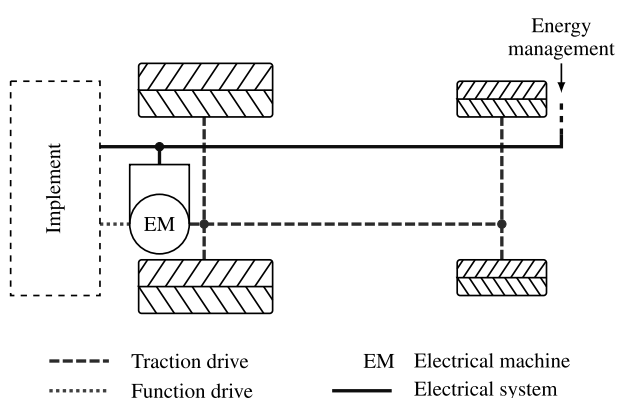 Energy
management
Implement
EM
Traction drive
EM Electrical machine
Function drive
Electrical system